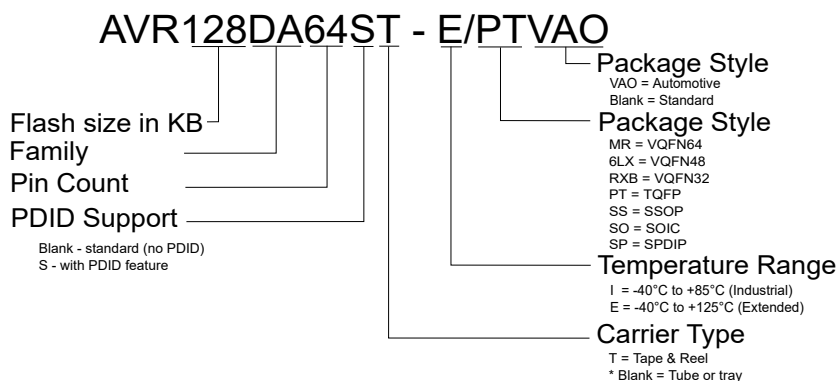 AVR128DA64ST - E/PTVAO
Flash size in KB
Family
Pin Count
PDID Support
Blank - standard (no PDID)
S - with PDID feature
Package Style
VAO = Automotive
Blank = Standard
Package Style
MR = VQFN64
6LX = VQFN48
RXB = VQFN32
PT = TQFP
SS = SSOP
SO = SOIC
SP = SPDIP
Temperature Range
I = -40°C to +85°C (Industrial)
E = -40°C to +125°C (Extended)
Carrier Type
T = Tape & Reel
* Blank = Tube or tray